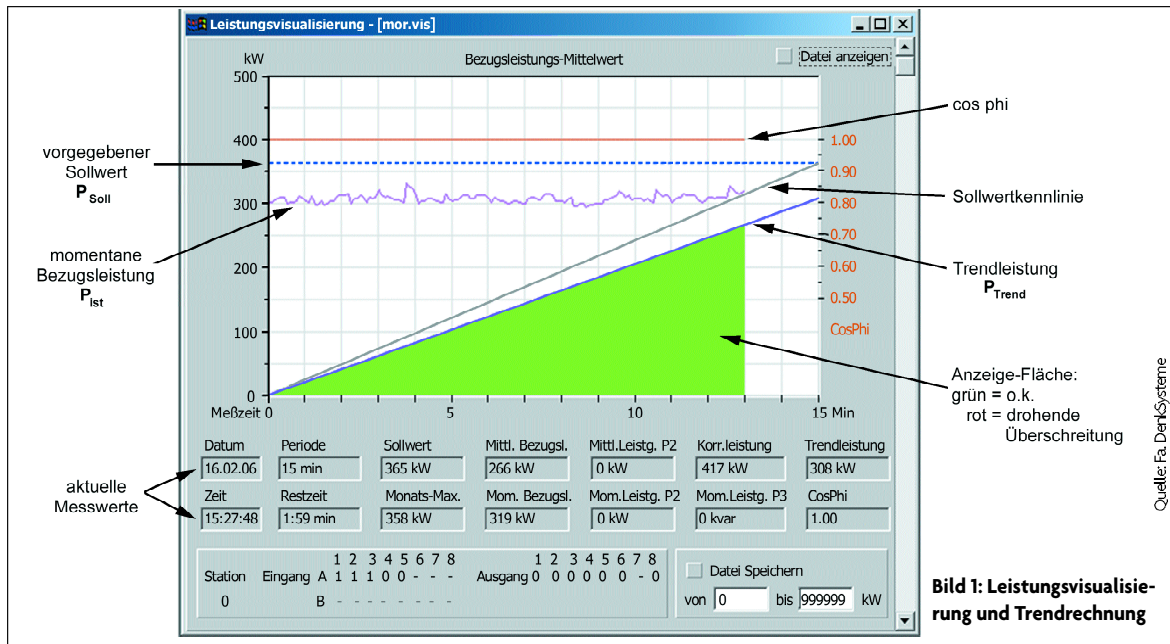 Leistungsvisualisierung - [mor.vis]
kW
Bezugsleistungs-Mittelwert
Datei anzeigen
500
400
300
200
100
0
1.00
0.90
0.80
0.70
0.60
0.50
CosPhi
Meßzeit 0 5 10 15 Min
vorgegebener
Sollwert
P Soll
momentane
Bezugsleistung
P Ist
cos phi
Sollwertkennlinie
Trendleistung
P Trend
Anzeige-Fläche:
grün = o.k.
rot = drohende
Überschreitung
aktuelle
Messwerte
Datum Periode Sollwert Mittl. Bezugsl. Mittl.Leistg. P2 Korr.leistung Trendleistung
16.02.06 15 min 365 kW 266 kW 0 kW 417 kW 308 kW
Zeit Restzeit Monats-Max. Mom. Bezugsl. Mom.Leistg. P2 Mom.Leistg. P3 CosPhi
15:27:48 1:59 min 358 kW 319 kW 0 kW 0 kvar 1.00
1 2 3 4 5 6 7 8 1 2 3 4 5 6 7 8
Station Eingang A 1 1 1 0 0 - - - Ausgang 0 0 0 0 0 0 - 0
0 B - - - - - - - -
Datei Speichern
von 0 bis 999999 kW
Quelle: Fa. DenkSysteme
Bild 1: Leistungsvisualisie-
rung und Trendrechnung